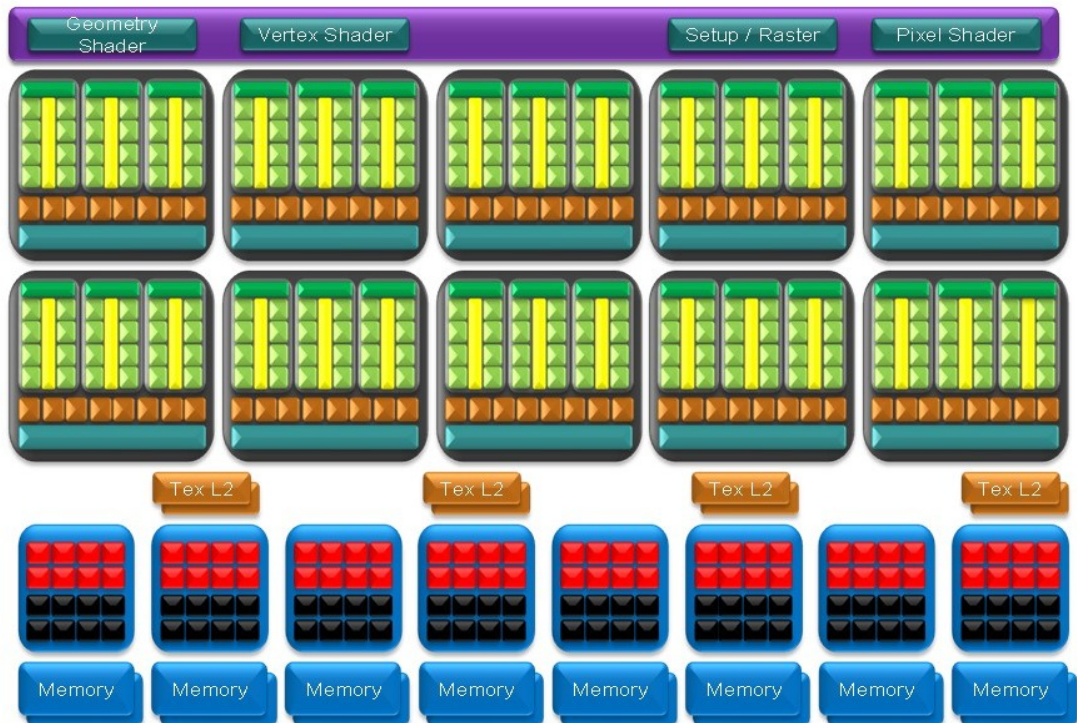 Geometry
Shader
Vertex Shader
Setup / Raster
Pixel Shader
Tex L2
Tex L2
Tex L2
Tex L2
Memory
Memory
Memory
Memory
Memory
Memory
Memory
Memory